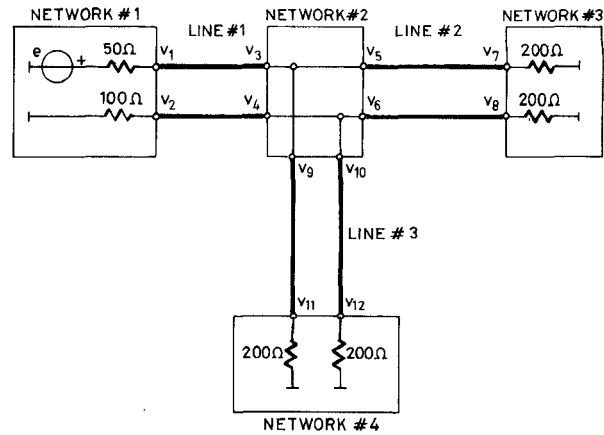 NETWORK #1
NETWORK#2
NETWORK #3
LINE #1
LINE #2
e
+
50Ω
v1
v3
v5
v7
200Ω
100Ω
v2
v4
v6
v8
200Ω
v9
v10
LINE # 3
v11
v12
200Ω
200Ω
NETWORK #4